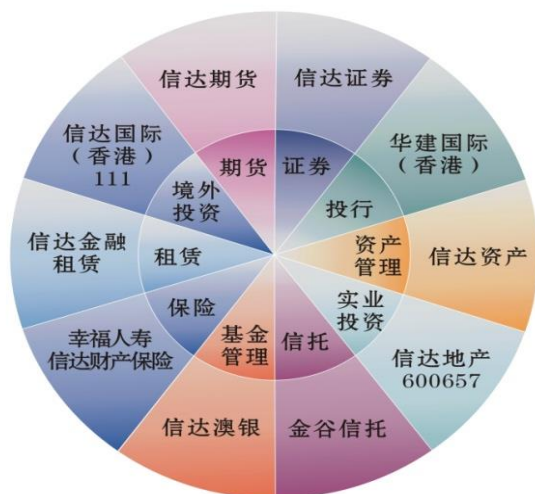 信达期货
信达证券
信达国际
（香港）
111
华建国际
（香港）
期货
证券
境外
投资
投行
信达金融
租赁
租赁
资产
管理
信达资产
保险
实业
投资
幸福人寿
信达财产保险
基金
管理
信托
信达地产
600657
信达澳银
金谷信托